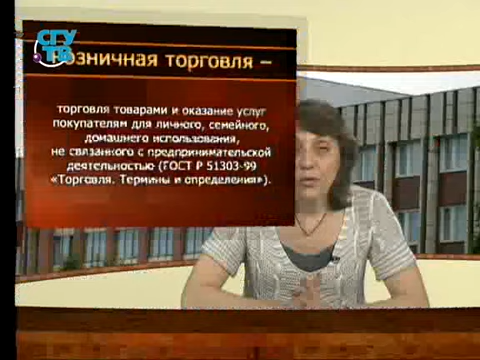 СГУ
ТВ
Розничная торговля –
торговля товарами и оказание услуг
покупателям для личного, семейного,
домашнего использования,
не связанного с предпринимательской
деятельностью (ГОСТ Р 51303-99
«Торговля. Термины и определения»).